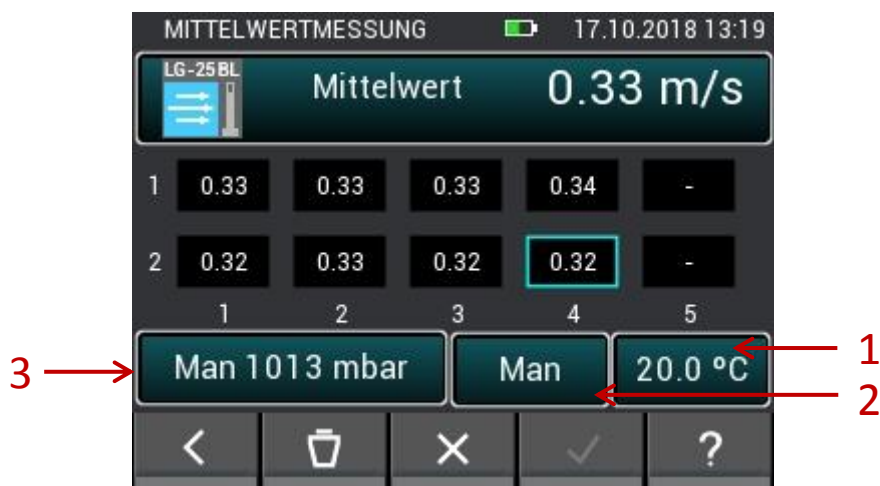 MITTELWERTMESSUNG 17.10.2018 13:19
LG-25BL
Mittelwert 0.33 m/s
1 0.33 0.33 0.33 0.34 -
2 0.32 0.33 0.32 0.32 -
1 2 3 4 5
3 Man 1013 mbar Man 20.0 ºC 1
2
?